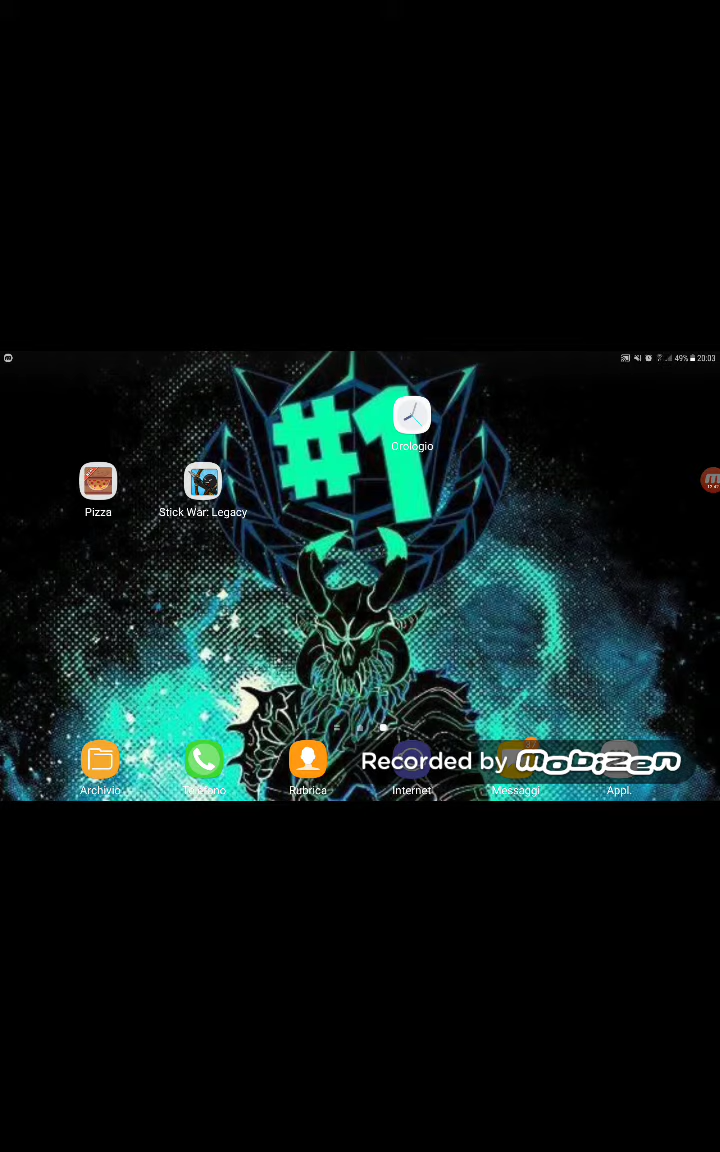 49% 20:03
#1
Orologio
Pizza
Stick War: Legacy
Recorded by MOBIZEN
Archivio
Telefono
Rubrica
Internet
Messaggi
Appl.